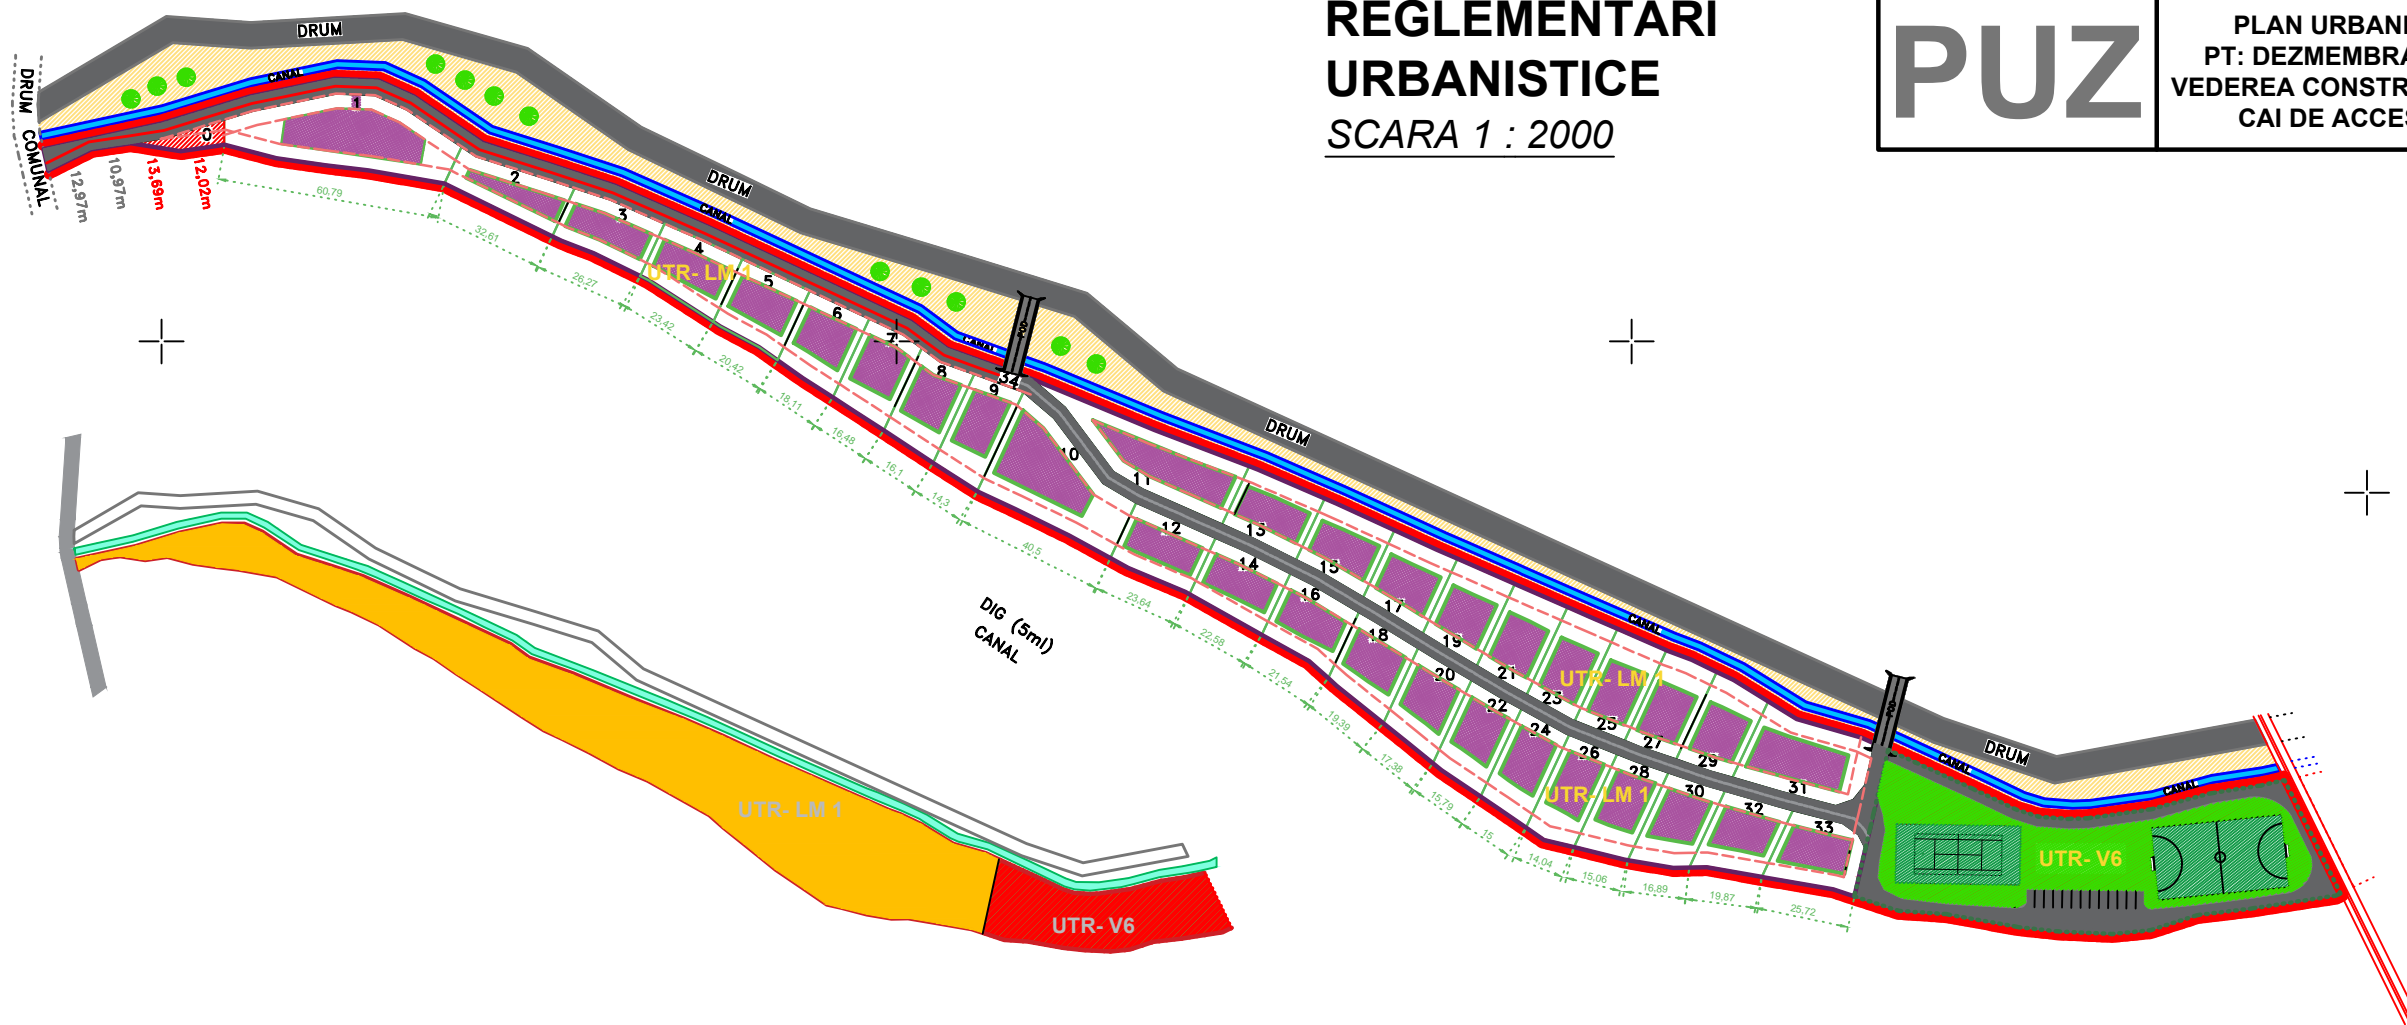 REGLEMENTARI
URBANISTICE
SCARA 1 : 2000
PUZ
PLAN URBANI
PT: DEZMEMBRA
VEDEREA CONSTR
CAI DE ACCES
DRUM
DRUM COMUNAL
CANAL
12,97m
10,97m
13,69m
12,02m
0
1
2
3
4
UTR- LM 1
5
6
7
8
9
34
POD
10
11
12
13
14
15
16
17
18
19
20
21
22
23
24
25
26
27
28
29
30
31
32
33
DRUM
CANAL
CANAL
DRUM
CANAL
UTR- LM 1
UTR- LM 1
POD
DRUM
CANAL
CANAL
UTR- V6
60,79
32,61
26,27
23,42
20,42
18,11
16,48
16,1
14,3
40,5
23,64
22,58
21,54
19,39
17,38
15,79
15
14,04
15,06
16,89
19,87
25,72
DIG (5ml)
CANAL
UTR- LM 1
UTR- V6